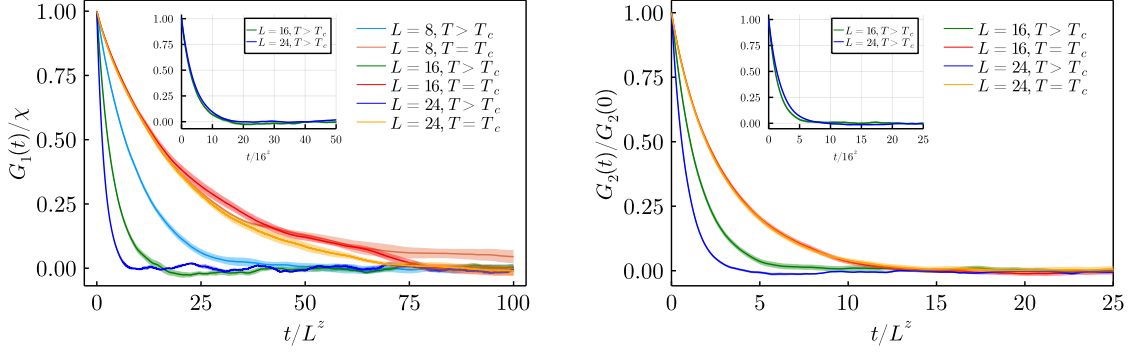 1.00
0.75
0.50
0.25
0.00
G₁(t)/χ
0
25
50
75
100
t/L^z
L = 8, T > T_c
L = 8, T = T_c
L = 16, T > T_c
L = 16, T = T_c
L = 24, T > T_c
L = 24, T = T_c
1.00
0.75
0.50
0.25
0.00
0
10
20
30
40
50
t/16^z
L = 16, T > T_c
L = 24, T > T_c
1.00
0.75
0.50
0.25
0.00
G₂(t)/G₂(0)
0
5
10
15
20
25
t/L^z
L = 16, T > T_c
L = 16, T = T_c
L = 24, T > T_c
L = 24, T = T_c
1.00
0.75
0.50
0.25
0.00
0
5
10
15
20
25
t/16^z
L = 16, T > T_c
L = 24, T > T_c